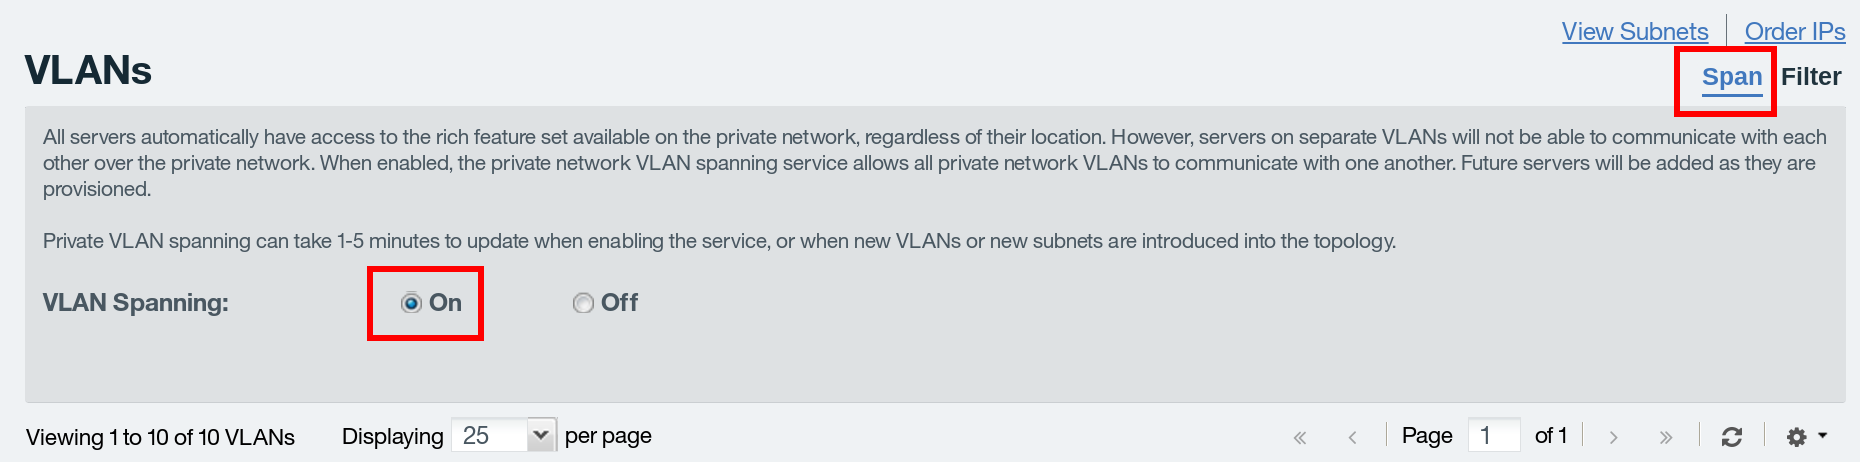 View Subnets Order IPs
VLANs
Span Filter
All servers automatically have access to the rich feature set available on the private network, regardless of their location. However, servers on separate VLANs will not be able to communicate with each
other over the private network. When enabled, the private network VLAN spanning service allows all private network VLANs to communicate with one another. Future servers will be added as they are
provisioned.
Private VLAN spanning can take 1-5 minutes to update when enabling the service, or when new VLANs or new subnets are introduced into the topology.
VLAN Spanning: On Off
Viewing 1 to 10 of 10 VLANs Displaying 25 per page « ‹ Page 1 of 1 › »